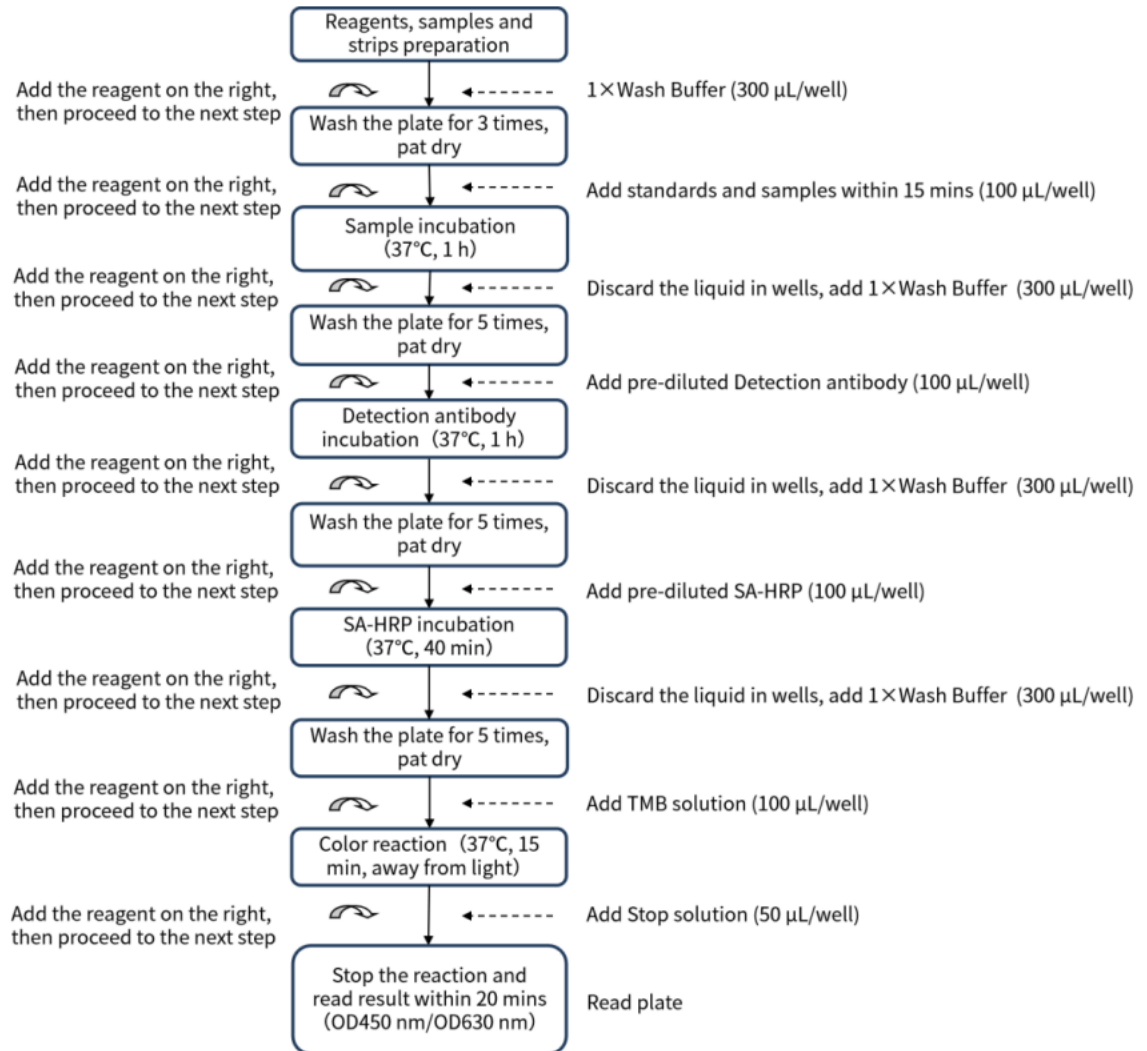 Reagents, samples and
strips preparation
Add the reagent on the right,
then proceed to the next step
1×Wash Buffer (300 μL/well)
Wash the plate for 3 times,
pat dry
Add the reagent on the right,
then proceed to the next step
Add standards and samples within 15 mins (100 μL/well)
Sample incubation
(37℃, 1 h)
Add the reagent on the right,
then proceed to the next step
Discard the liquid in wells, add 1×Wash Buffer (300 μL/well)
Wash the plate for 5 times,
pat dry
Add the reagent on the right,
then proceed to the next step
Add pre-diluted Detection antibody (100 μL/well)
Detection antibody
incubation (37℃, 1 h)
Add the reagent on the right,
then proceed to the next step
Discard the liquid in wells, add 1×Wash Buffer (300 μL/well)
Wash the plate for 5 times,
pat dry
Add the reagent on the right,
then proceed to the next step
Add pre-diluted SA-HRP (100 μL/well)
SA-HRP incubation
(37℃, 40 min)
Add the reagent on the right,
then proceed to the next step
Discard the liquid in wells, add 1×Wash Buffer (300 μL/well)
Wash the plate for 5 times,
pat dry
Add the reagent on the right,
then proceed to the next step
Add TMB solution (100 μL/well)
Color reaction (37℃, 15
min, away from light)
Add the reagent on the right,
then proceed to the next step
Add Stop solution (50 μL/well)
Stop the reaction and
read result within 20 mins
(OD450 nm/OD630 nm)
Read plate